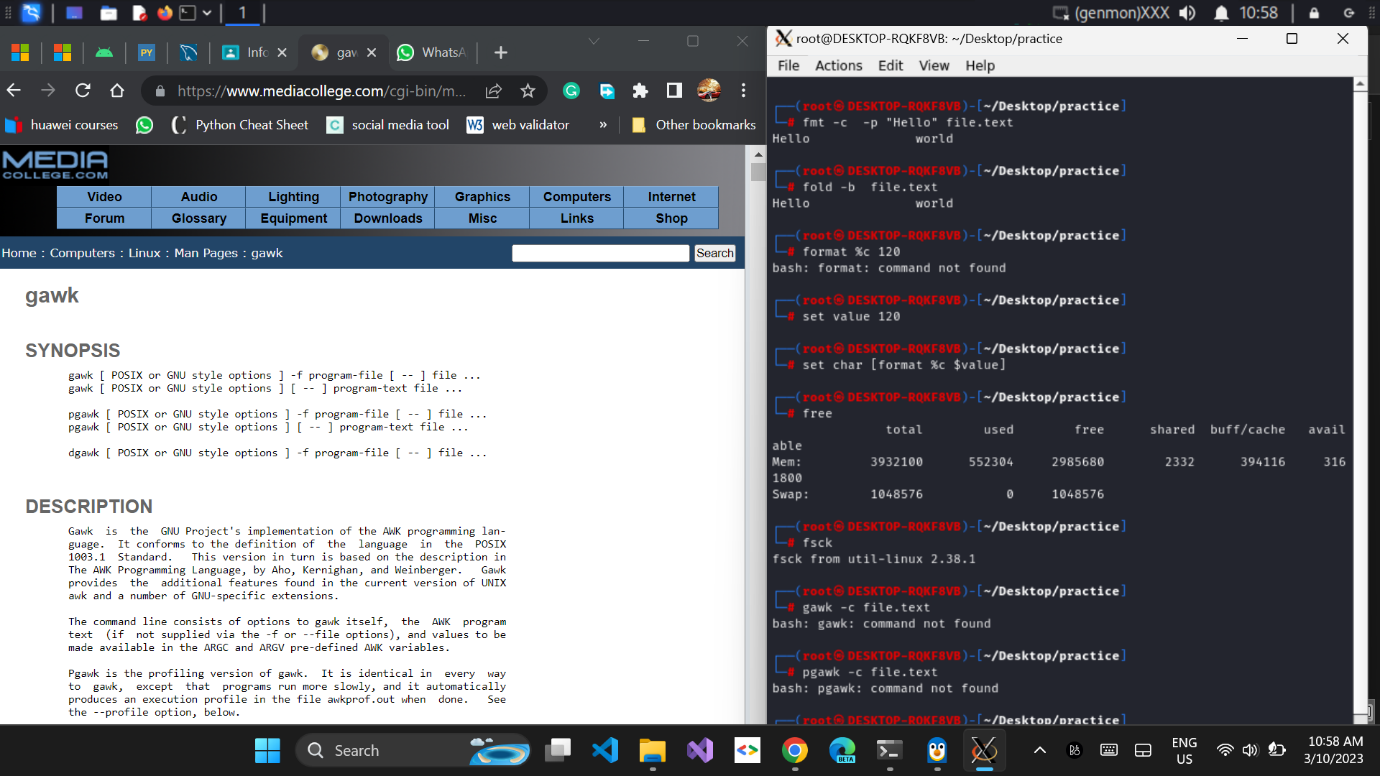 1
(genmon)XXX 10:58
Info
gaw
WhatsA
https://www.mediacollege.com/cgi-bin/m...
huawei courses
Python Cheat Sheet
social media tool
W3 web validator
»
Other bookmarks
MEDIA
COLLEGE.COM
Video Audio Lighting Photography Graphics Computers Internet
Forum Glossary Equipment Downloads Misc Links Shop
Home : Computers : Linux : Man Pages : gawk
Search
gawk
SYNOPSIS
gawk [ POSIX or GNU style options ] -f program-file [ -- ] file ...
gawk [ POSIX or GNU style options ] [ -- ] program-text file ...
pgawk [ POSIX or GNU style options ] -f program-file [ -- ] file ...
pgawk [ POSIX or GNU style options ] [ -- ] program-text file ...
dgawk [ POSIX or GNU style options ] -f program-file [ -- ] file ...
DESCRIPTION
Gawk is the GNU Project's implementation of the AWK programming lan-
guage. It conforms to the definition of the language in the POSIX
1003.1 Standard. This version in turn is based on the description in
The AWK Programming Language, by Aho, Kernighan, and Weinberger. Gawk
provides the additional features found in the current version of UNIX
awk and a number of GNU-specific extensions.
The command line consists of options to gawk itself, the AWK program
text (if not supplied via the -f or --file options), and values to be
made available in the ARGC and ARGV pre-defined AWK variables.
Pgawk is the profiling version of gawk. It is identical in every way
to gawk, except that programs run more slowly, and it automatically
produces an execution profile in the file awkprof.out when done. See
the --profile option, below.
root@DESKTOP-RQKF8VB: ~/Desktop/practice
File Actions Edit View Help
(root@DESKTOP-RQKF8VB)-[~/Desktop/practice]
# fmt -c  -p "Hello" file.text
Hello world
(root@DESKTOP-RQKF8VB)-[~/Desktop/practice]
# fold -b  file.text
Hello world
(root@DESKTOP-RQKF8VB)-[~/Desktop/practice]
# format %c 120
bash: format: command not found
(root@DESKTOP-RQKF8VB)-[~/Desktop/practice]
# set value 120
(root@DESKTOP-RQKF8VB)-[~/Desktop/practice]
# set char [format %c $value]
(root@DESKTOP-RQKF8VB)-[~/Desktop/practice]
# free
total used free shared buff/cache avail
able
Mem: 3932100 552304 2985680 2332 394116 316
1800
Swap: 1048576 0 1048576
(root@DESKTOP-RQKF8VB)-[~/Desktop/practice]
# fsck
fsck from util-linux 2.38.1
(root@DESKTOP-RQKF8VB)-[~/Desktop/practice]
# gawk -c file.text
bash: gawk: command not found
(root@DESKTOP-RQKF8VB)-[~/Desktop/practice]
# pgawk -c file.text
bash: pgawk: command not found
(root@DESKTOP-RQKF8VB)-[~/Desktop/practice]
Search
BETA
ENG
US
10:58 AM
3/10/2023